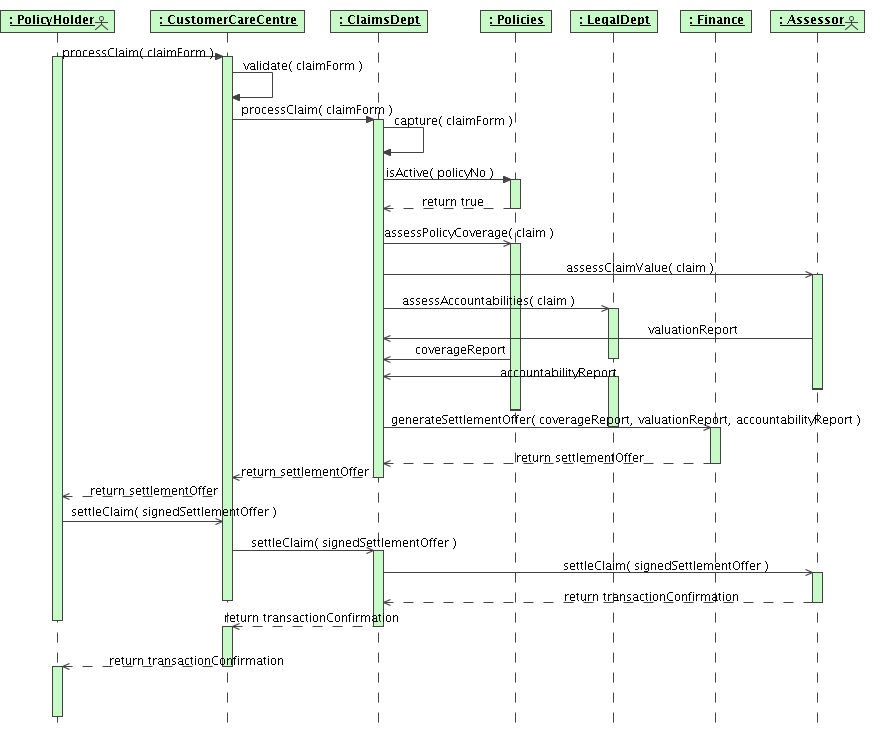 : PolicyHolder
: CustomerCareCentre
: ClaimsDept
: Policies
: LegalDept
: Finance
: Assessor
processClaim( claimForm )
validate( claimForm )
processClaim( claimForm )
capture( claimForm )
isActive( policyNo )
return true
assessPolicyCoverage( claim )
assessClaimValue( claim )
assessAccountabilities( claim )
valuationReport
coverageReport
accountabilityReport
generateSettlementOffer( coverageReport, valuationReport, accountabilityReport )
return settlementOffer
return settlementOffer
return settlementOffer
settleClaim( signedSettlementOffer )
settleClaim( signedSettlementOffer )
settleClaim( signedSettlementOffer )
return transactionConfirmation
return transactionConfirmation
return transactionConfirmation